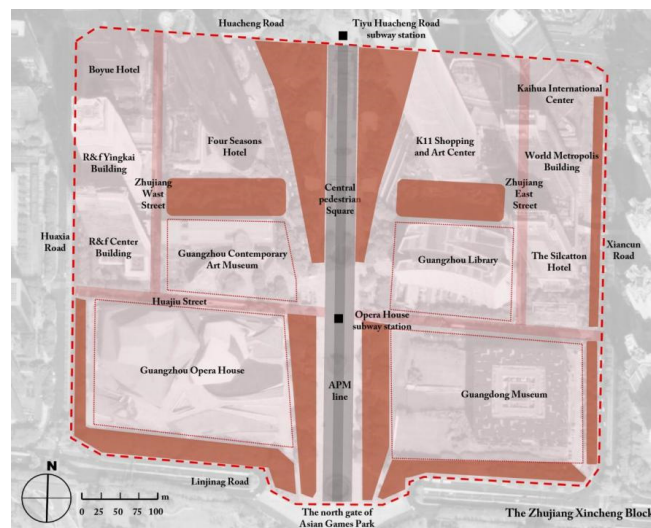 Huacheng Road
Tiyu Huacheng Road
subway station
Boyue Hotel
Kaihua International
Center
Four Seasons
Hotel
K11 Shopping
and Art Center
R&f Yingkai
Building
World Metropolis
Building
Zhujiang
Wast
Street
Central
pedestrian
Square
Zhujiang
East
Street
Huaxia
Road
R&f Center
Building
Guangzhou Contemporary
Art Museum
Guangzhou Library
The Silcatton
Hotel
Xiancun
Road
Huajiu Street
Opera House
subway station
Guangzhou Opera House
APM
line
Guangdong Museum
N
0 25 50 75 100
m
Linjinag Road
The north gate of
Asian Games Park
The Zhujiang Xincheng Block